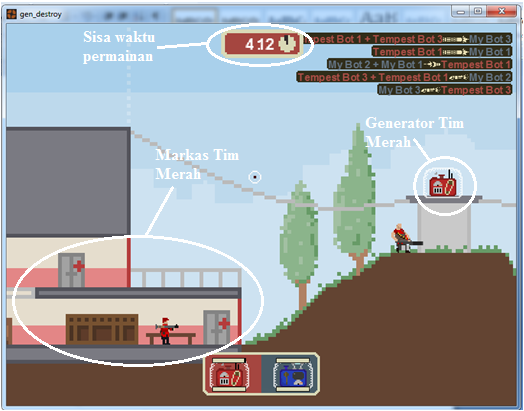 gen_destroy
Sisa waktu
permainan
4 12
Tempest Bot 1 + Tempest Bot 3 My Bot 3
Tempest Bot 1 My Bot 3
My Bot 2 + My Bot 1 Tempest Bot 1
Tempest Bot 3 + Tempest Bot 1 My Bot 2
My Bot 3 Tempest Bot 3
Generator Tim
Merah
Markas Tim
Merah